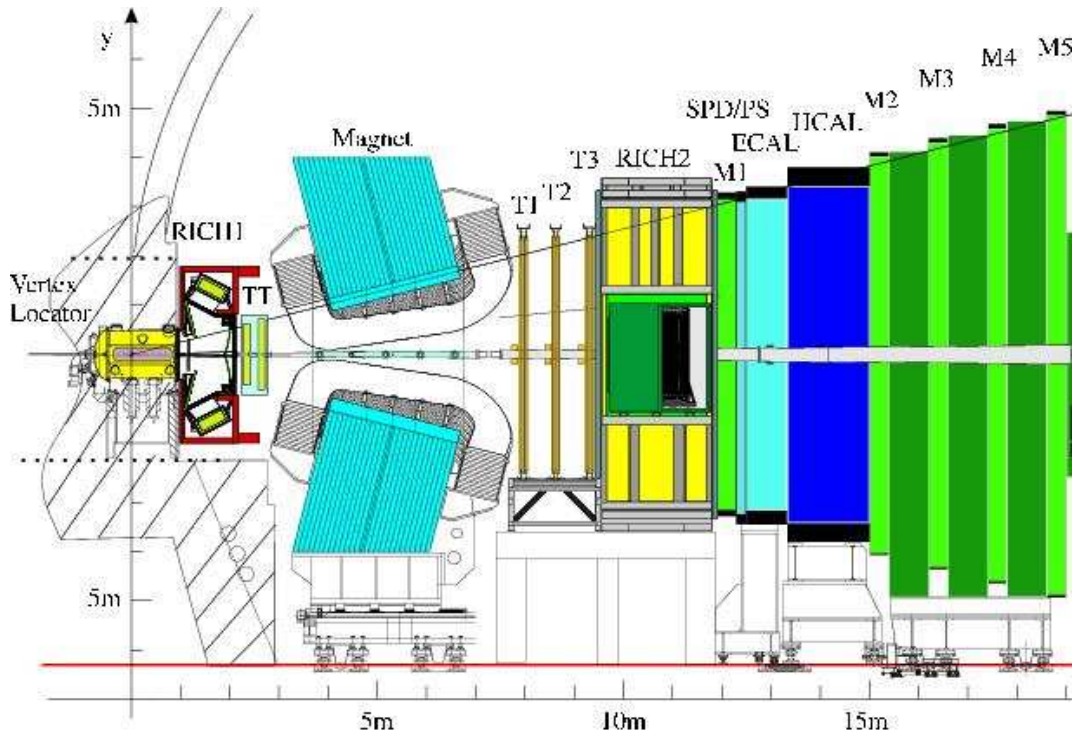 y
5m
Magnet
SPD/PS
ECAL
HCAL
M2
M3
M4
M5
T3
RICH2
M1
T2
T1
RICH1
TT
Vertex
Locator
5m
5m
10m
15m